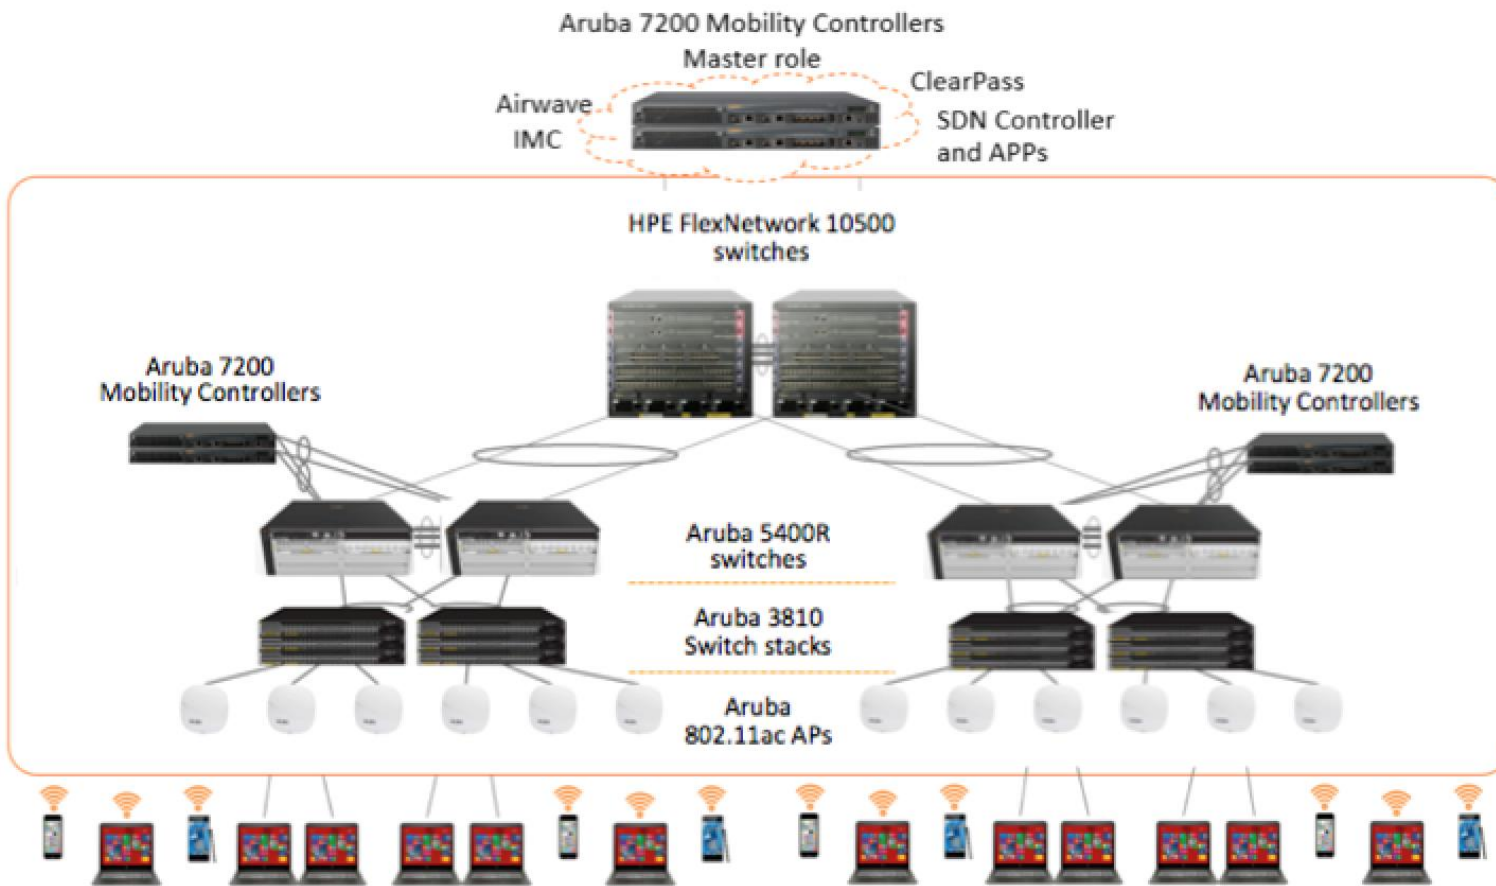 Aruba 7200 Mobility Controllers
Master role
ClearPass
Airwave
IMC
SDN Controller
and APPs
HPE FlexNetwork 10500
switches
Aruba 7200
Mobility Controllers
Aruba 7200
Mobility Controllers
Aruba 5400R
switches
Aruba 3810
Switch stacks
Aruba
802.11ac APs